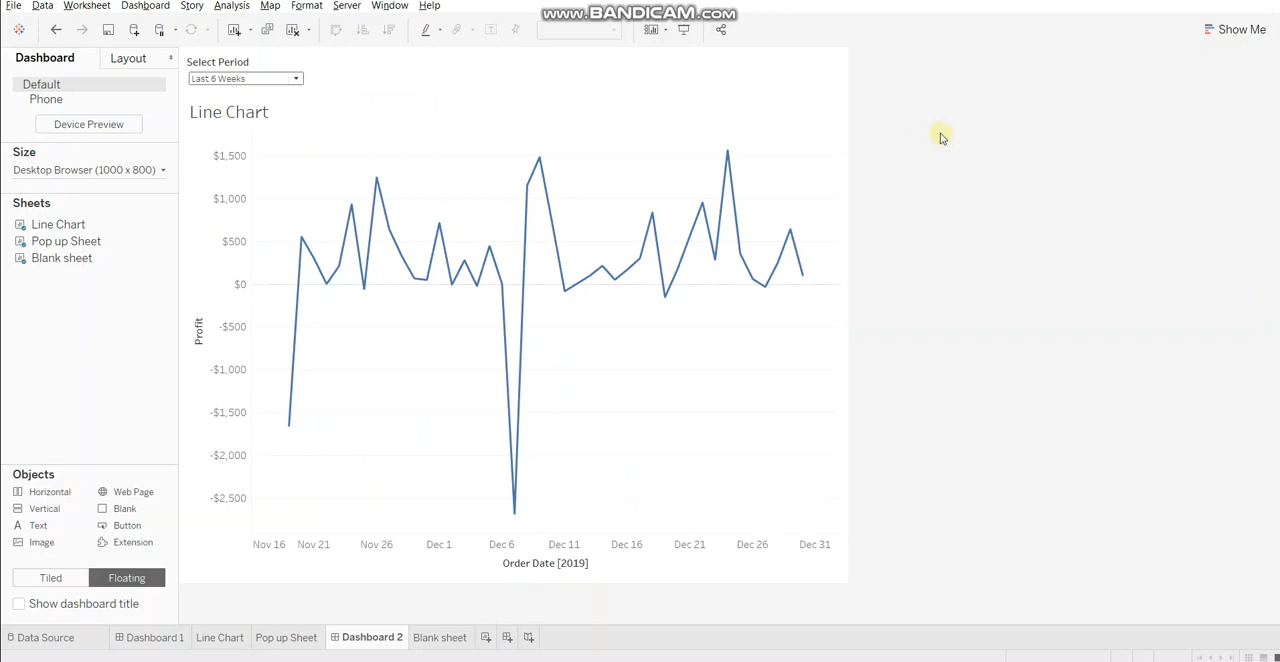 www.BANDICAM.com
File Data Worksheet Dashboard Story Analysis Map Format Server Window Help
Show Me
Dashboard Layout
Default
Phone
Device Preview
Size
Desktop Browser (1000 x 800)
Sheets
Line Chart
Pop up Sheet
Blank sheet
Objects
Horizontal Web Page
Vertical Blank
Text Button
Image Extension
Tiled Floating
Show dashboard title
Select Period
Last 6 Weeks
Line Chart
$1,500
$1,000
$500
$0
-$500
-$1,000
-$1,500
-$2,000
-$2,500
Profit
Nov 16 Nov 21 Nov 26 Dec 1 Dec 6 Dec 11 Dec 16 Dec 21 Dec 26 Dec 31
Order Date [2019]
Data Source Dashboard 1 Line Chart Pop up Sheet Dashboard 2 Blank sheet